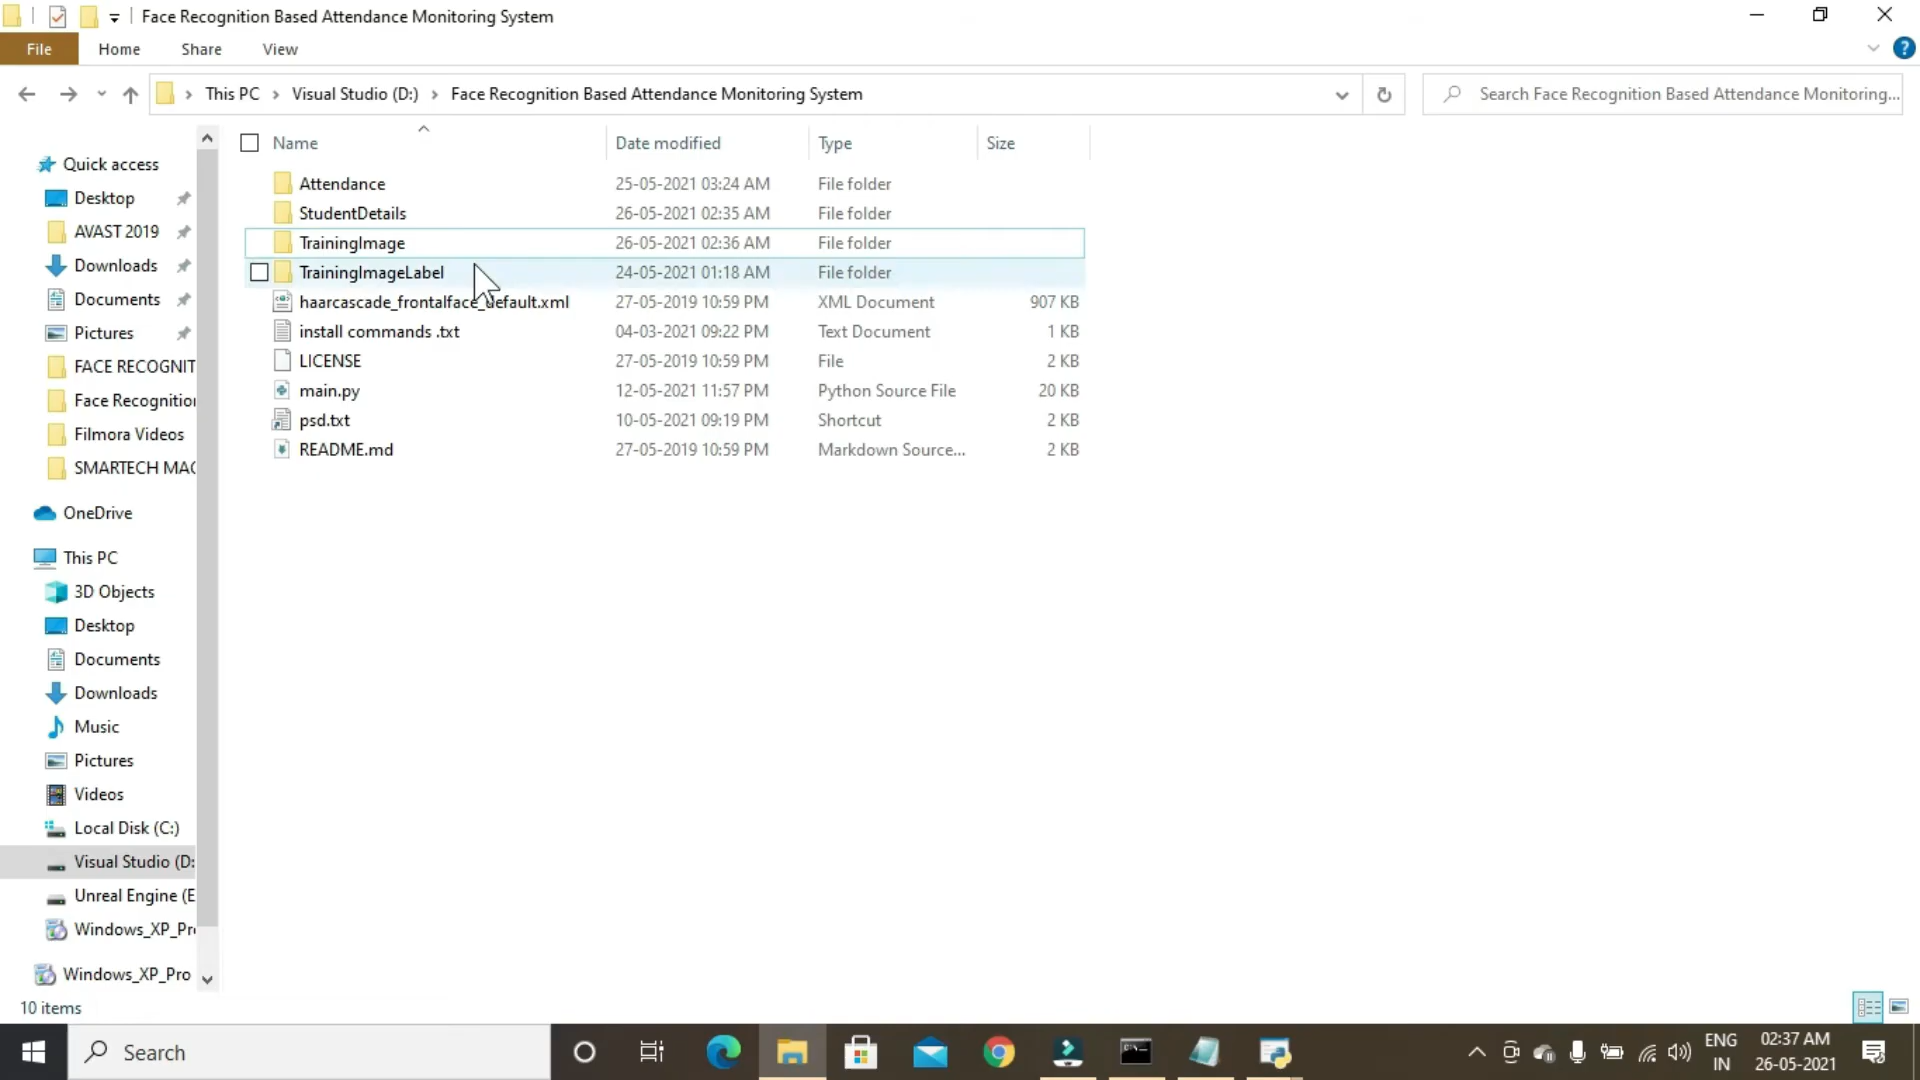 Face Recognition Based Attendance Monitoring System
File Home Share View
This PC Visual Studio (D:) Face Recognition Based Attendance Monitoring System
Search Face Recognition Based Attendance Monitoring...
Name Date modified Type Size
Attendance 25-05-2021 03:24 AM File folder
StudentDetails 26-05-2021 02:35 AM File folder
TrainingImage 26-05-2021 02:36 AM File folder
TrainingImageLabel 24-05-2021 01:18 AM File folder
haarcascade_frontalface_default.xml 27-05-2019 10:59 PM XML Document 907 KB
install commands .txt 04-03-2021 09:22 PM Text Document 1 KB
LICENSE 27-05-2019 10:59 PM File 2 KB
main.py 12-05-2021 11:57 PM Python Source File 20 KB
psd.txt 10-05-2021 09:19 PM Shortcut 2 KB
README.md 27-05-2019 10:59 PM Markdown Source... 2 KB
Quick access
Desktop
AVAST 2019
Downloads
Documents
Pictures
FACE RECOGNIT
Face Recognition
Filmora Videos
SMARTECH MAC
OneDrive
This PC
3D Objects
Desktop
Documents
Downloads
Music
Pictures
Videos
Local Disk (C:)
Visual Studio (D:
Unreal Engine (E
Windows_XP_Pr
Windows_XP_Pro
10 items
Search
ENG
IN
02:37 AM
26-05-2021